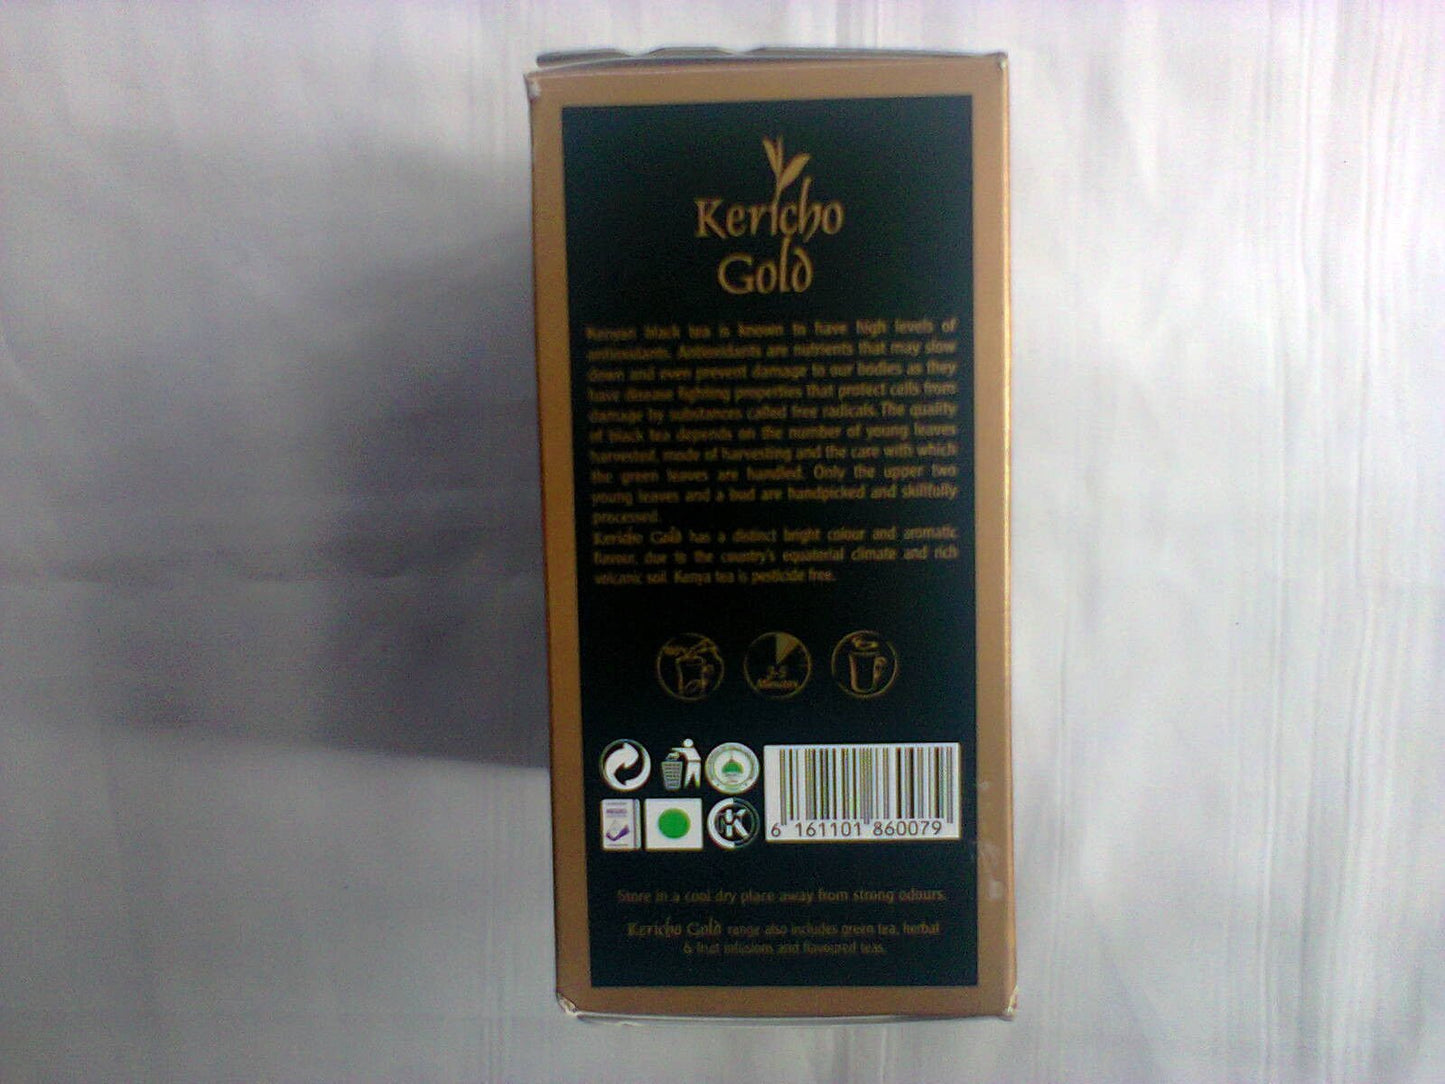 Kericho
Gold
Kenyan black tea is known to have high levels of
antioxidants. Antioxidants are nutrients that may slow
down and even prevent damage to our bodies as they
have disease fighting properties that protect cells from
damage by substances called free radicals. The quality
of black tea depends on the number of young leaves
harvested, mode of harvesting and the care with which
the green leaves are handled. Only the upper two
young leaves and a bud are handpicked and skillfully
processed.
Kericho Gold has a distinct bright colour and aromatic
flavour, due to the country's equatorial climate and rich
volcanic soil. Kenya tea is pesticide free.
3-5
Minutes
K
6 161101 860079
Store in a cool dry place away from strong odours.
Kericho Gold range also includes green tea, herbal
& fruit infusions and flavoured teas.